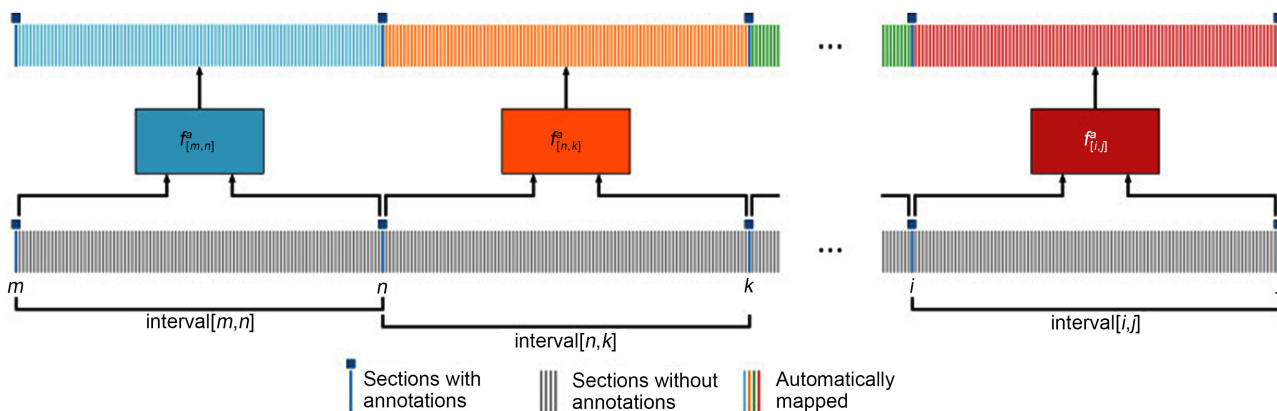 ...
f^a_[m,n]
f^a_[n,k]
f^a_[i,j]
...
m
n
k
i
interval[m,n]
interval[n,k]
interval[i,j]
Sections with
annotations
Sections without
annotations
Automatically
mapped